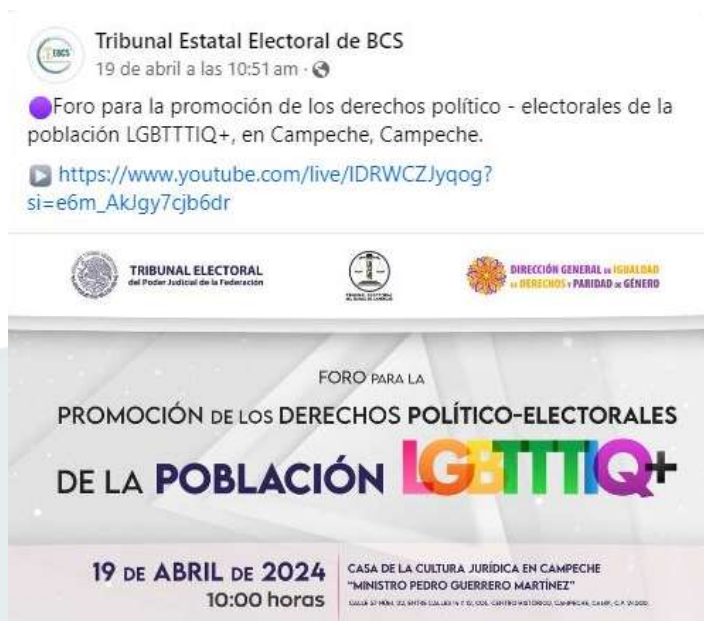 Tribunal Estatal Electoral de BCS
19 de abril a las 10:51 am ·
Foro para la promoción de los derechos político - electorales de la
población LGBTTTIQ+, en Campeche, Campeche.
https://www.youtube.com/live/IDRWCZJyqog?
si=e6m_AkJgy7cjb6dr
TRIBUNAL ELECTORAL
del Poder Judicial de la Federación
DIRECCIÓN GENERAL DE IGUALDAD
DE DERECHOS Y PARIDAD DE GÉNERO
FORO PARA LA
PROMOCIÓN DE LOS DERECHOS POLÍTICO-ELECTORALES
DE LA POBLACIÓN LGBTTTIQ+
19 DE ABRIL DE 2024
10:00 horas
CASA DE LA CULTURA JURÍDICA EN CAMPECHE
"MINISTRO PEDRO GUERRERO MARTÍNEZ"